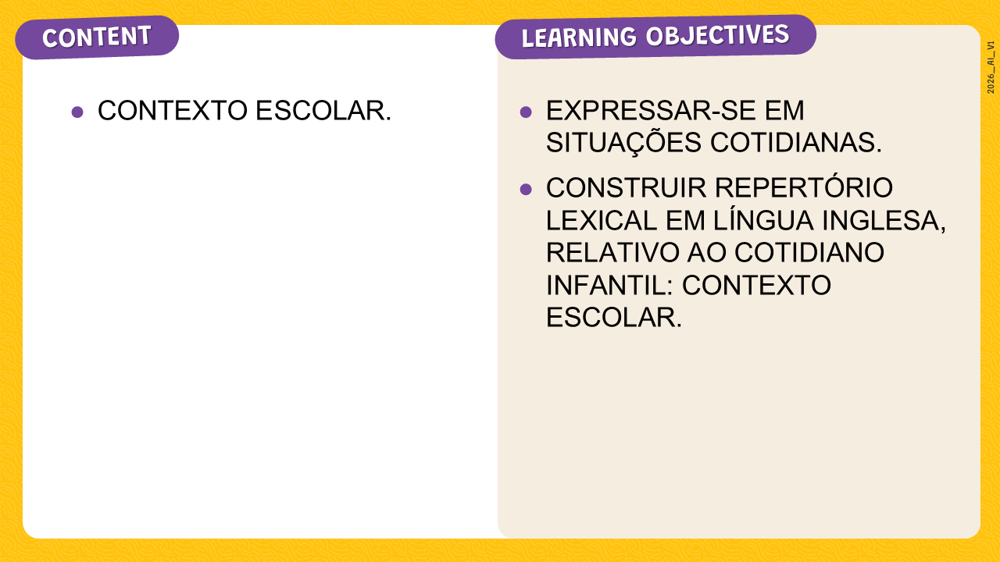 CONTENT
CONTEXTO ESCOLAR.
LEARNING OBJECTIVES
EXPRESSAR-SE EM
SITUAÇÕES COTIDIANAS.
CONSTRUIR REPERTÓRIO
LEXICAL EM LÍNGUA INGLESA,
RELATIVO AO COTIDIANO
INFANTIL: CONTEXTO
ESCOLAR.
2026_AI_V1